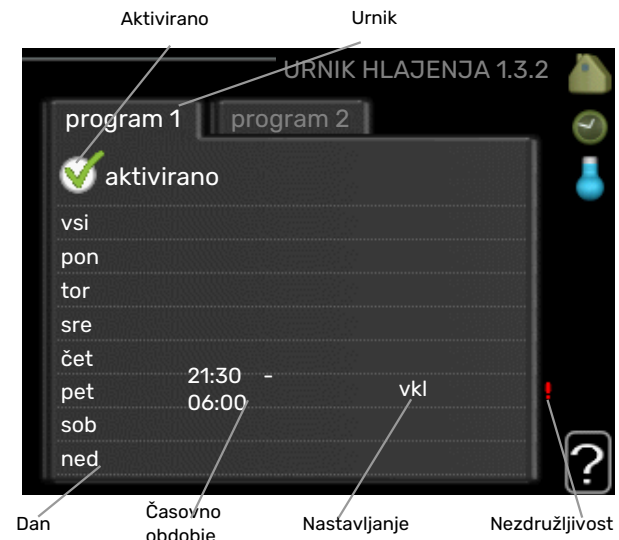 Aktivirano
Urnik
URNIK HLAJENJA 1.3.2
program 1
program 2
aktivirano
vsi
pon
tor
sre
čet
pet
21:30 -
06:00
vkl
!
sob
ned
?
Dan
Časovno
obdobje
Nastavljanje
Nezdružljivost